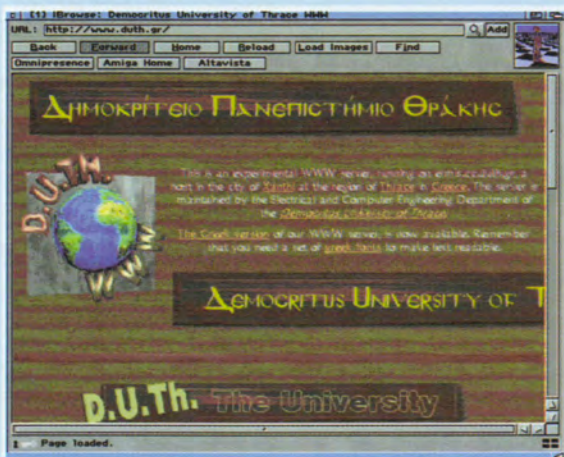 [1] IBrowse: Democritus University of Thrace WWW
URL: http://www.duth.gr/ Add
Back Forward Home Reload Load Images Find
Omnipresence Amiga Home Altavista
Δημοκρίτειο Πανεπιστήμιο Θράκης
D.U.TH.
WWW
This is an experimental WWW server, running on a
host in the city of Xanthi at the region of Thrace in Greece. The server is
maintained by the Electrical and Computer Engineering Department of
the Democritus University of Thrace.
The Greek version of our WWW server, is now available. Remember
that you need a set of greek fonts to make text readable.
Democritus University of T
D.U.Th. The University
Page loaded.